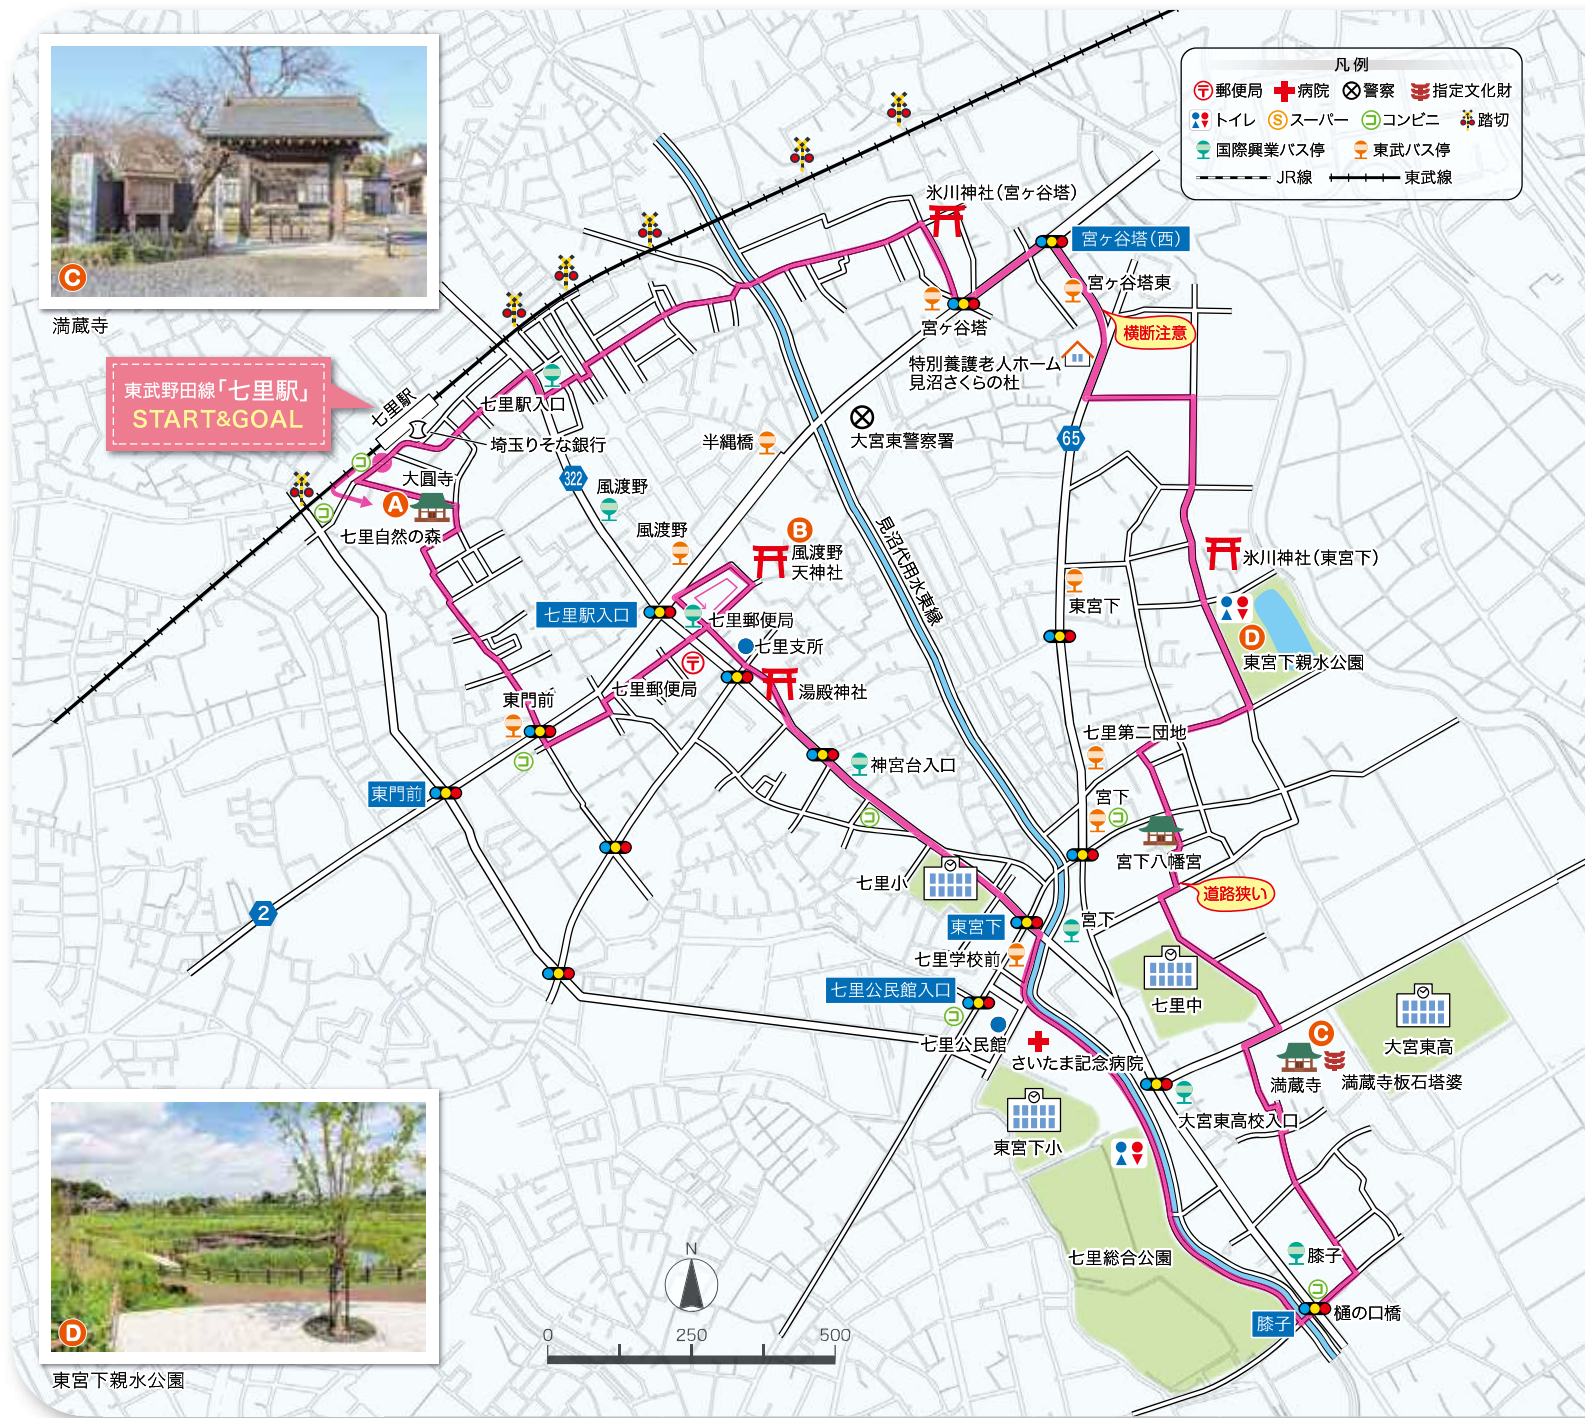 凡例
〒郵便局
病院
警察
指定文化財
トイレ
Ⓢスーパー
コ コンビニ
踏切
国際興業バス停
東武バス停
JR線
東武線
C
満蔵寺
東武野田線「七里駅」
START&GOAL
七里駅
氷川神社(宮ヶ谷塔)
宮ヶ谷塔(西)
宮ヶ谷塔東
宮ヶ谷塔
横断注意
特別養護老人ホーム
見沼さくらの杜
七里駅入口
埼玉りそな銀行
半縄橋
大宮東警察署
65
コ
大圓寺
322
風渡野
A
コ
七里自然の森
風渡野
B
風渡野
天神社
見沼代用水東縁
氷川神社(東宮下)
東宮下
七里駅入口
七里郵便局
D
七里支所
東宮下親水公園
〒
七里郵便局
湯殿神社
東門前
七里第二団地
コ
神宮台入口
東門前
宮下
コ
コ
宮下八幡宮
七里小
道路狭い
2
東宮下
宮下
七里学校前
七里公民館入口
七里中
コ
七里公民館
C
大宮東高
さいたま記念病院
満蔵寺
満蔵寺板石塔婆
大宮東高校入口
東宮下小
七里総合公園
膝子
コ
樋の口橋
膝子
N
0
250
500
D
東宮下親水公園